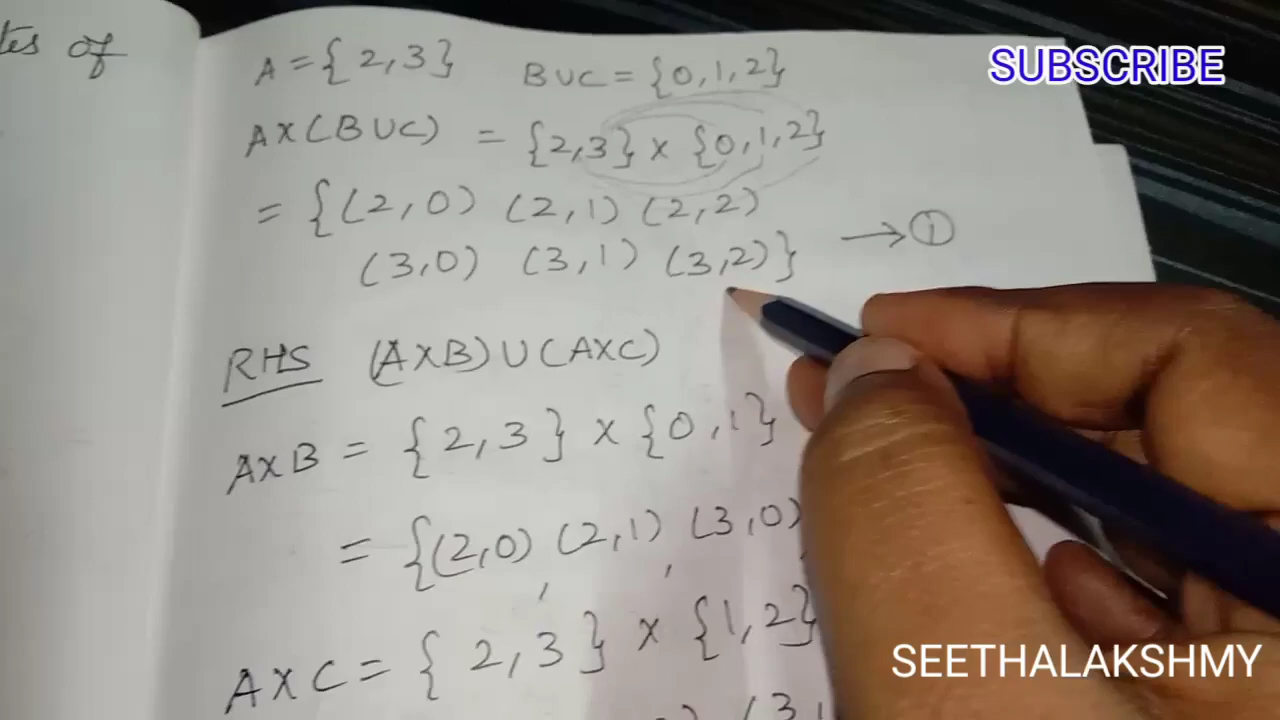 tes of
A = {2,3} B∪C = {0,1,2}
A×(B∪C) = {2,3} × {0,1,2}
= {(2,0) (2,1) (2,2)
(3,0) (3,1) (3,2)} → ①
RHS (A×B)∪(A×C)
A×B = {2,3} × {0,1}
= {(2,0), (2,1), (3,0),
A×C = {2,3} × {1,2}
(3,1
SUBSCRIBE
SEETHALAKSHMY